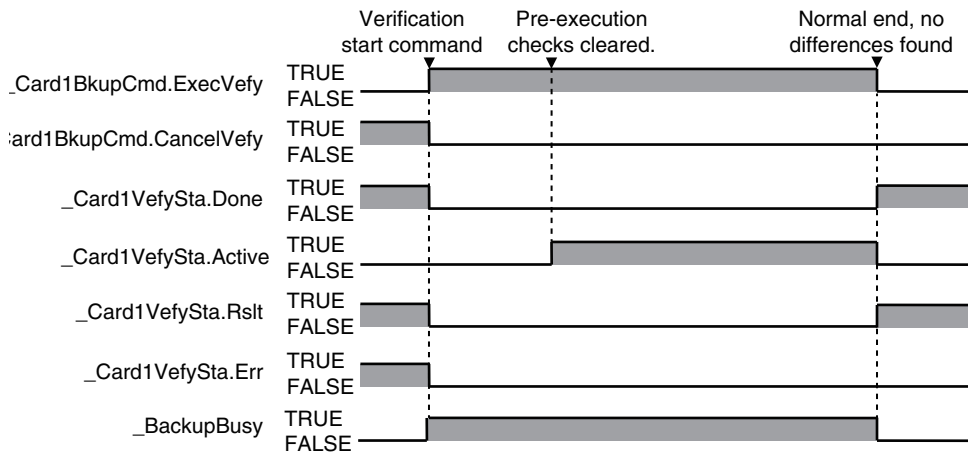 Verification
start command
Pre-execution
checks cleared.
Normal end, no
differences found
_Card1BkupCmd.ExecVefy
TRUE
FALSE
Card1BkupCmd.CancelVefy
TRUE
FALSE
_Card1VefySta.Done
TRUE
FALSE
_Card1VefySta.Active
TRUE
FALSE
_Card1VefySta.Rslt
TRUE
FALSE
_Card1VefySta.Err
TRUE
FALSE
_BackupBusy
TRUE
FALSE